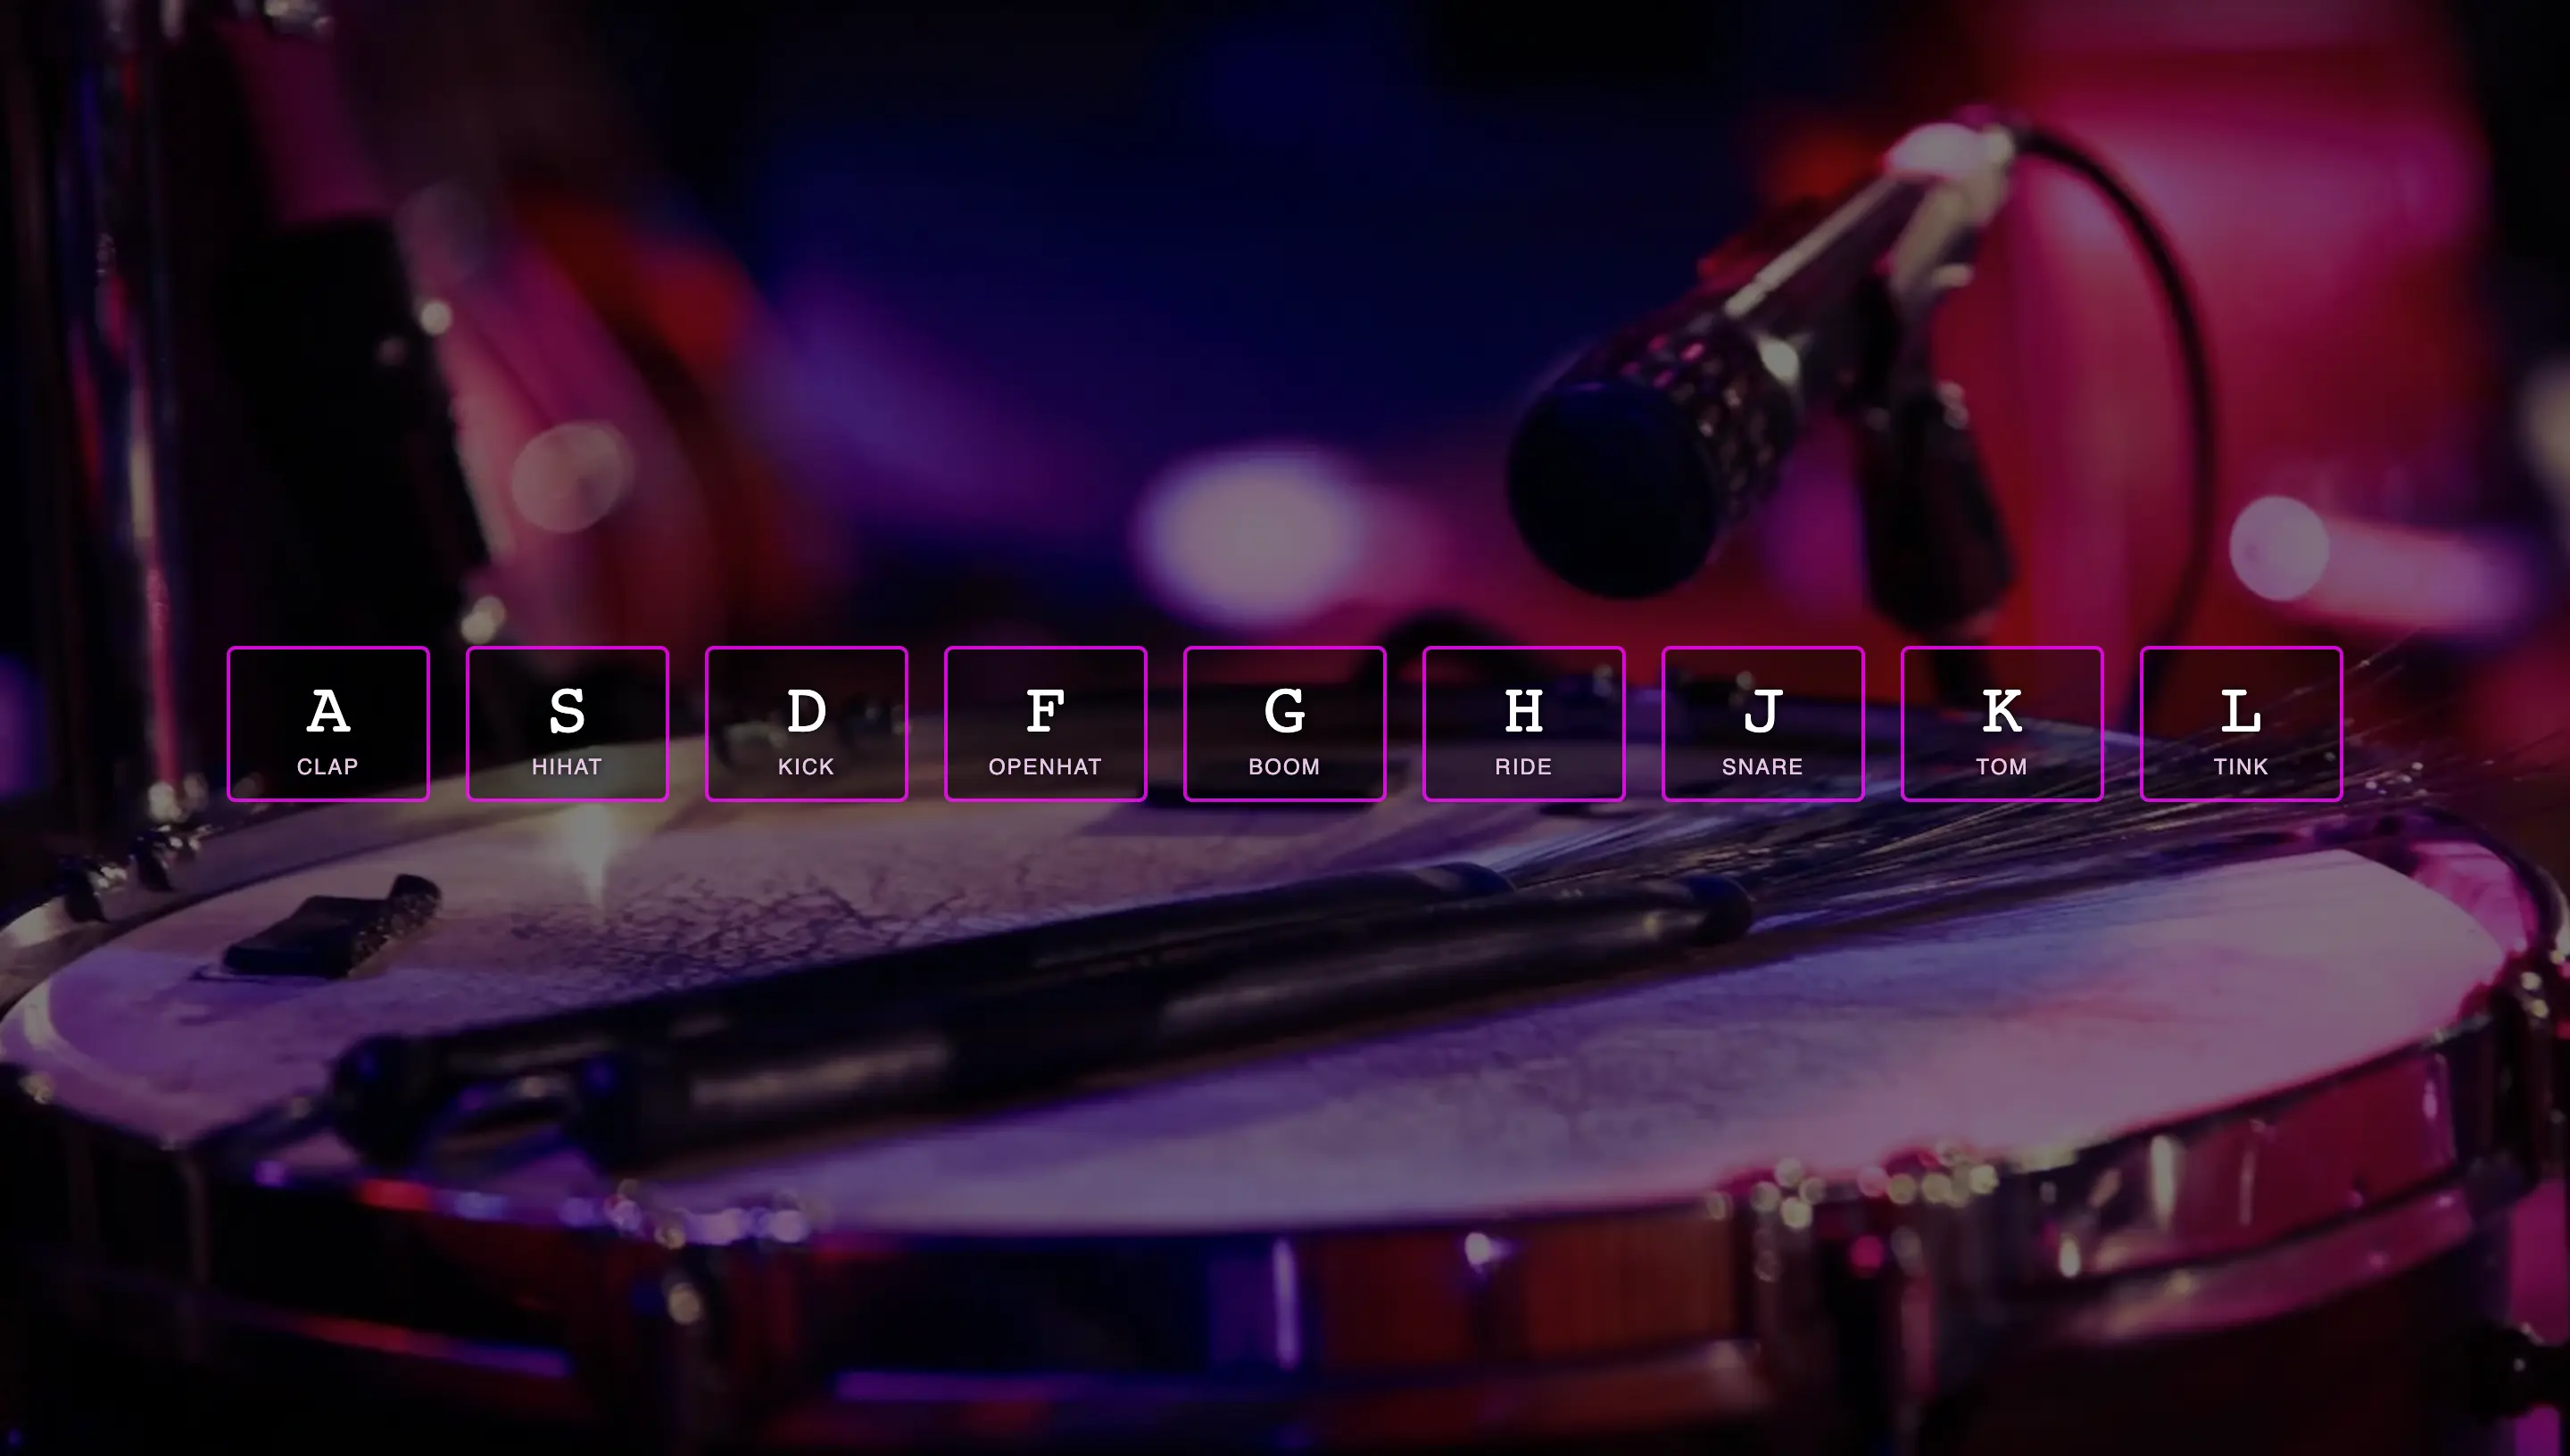 A S D F G H J K L
CLAP HIHAT KICK OPENHAT BOOM RIDE SNARE TOM TINK